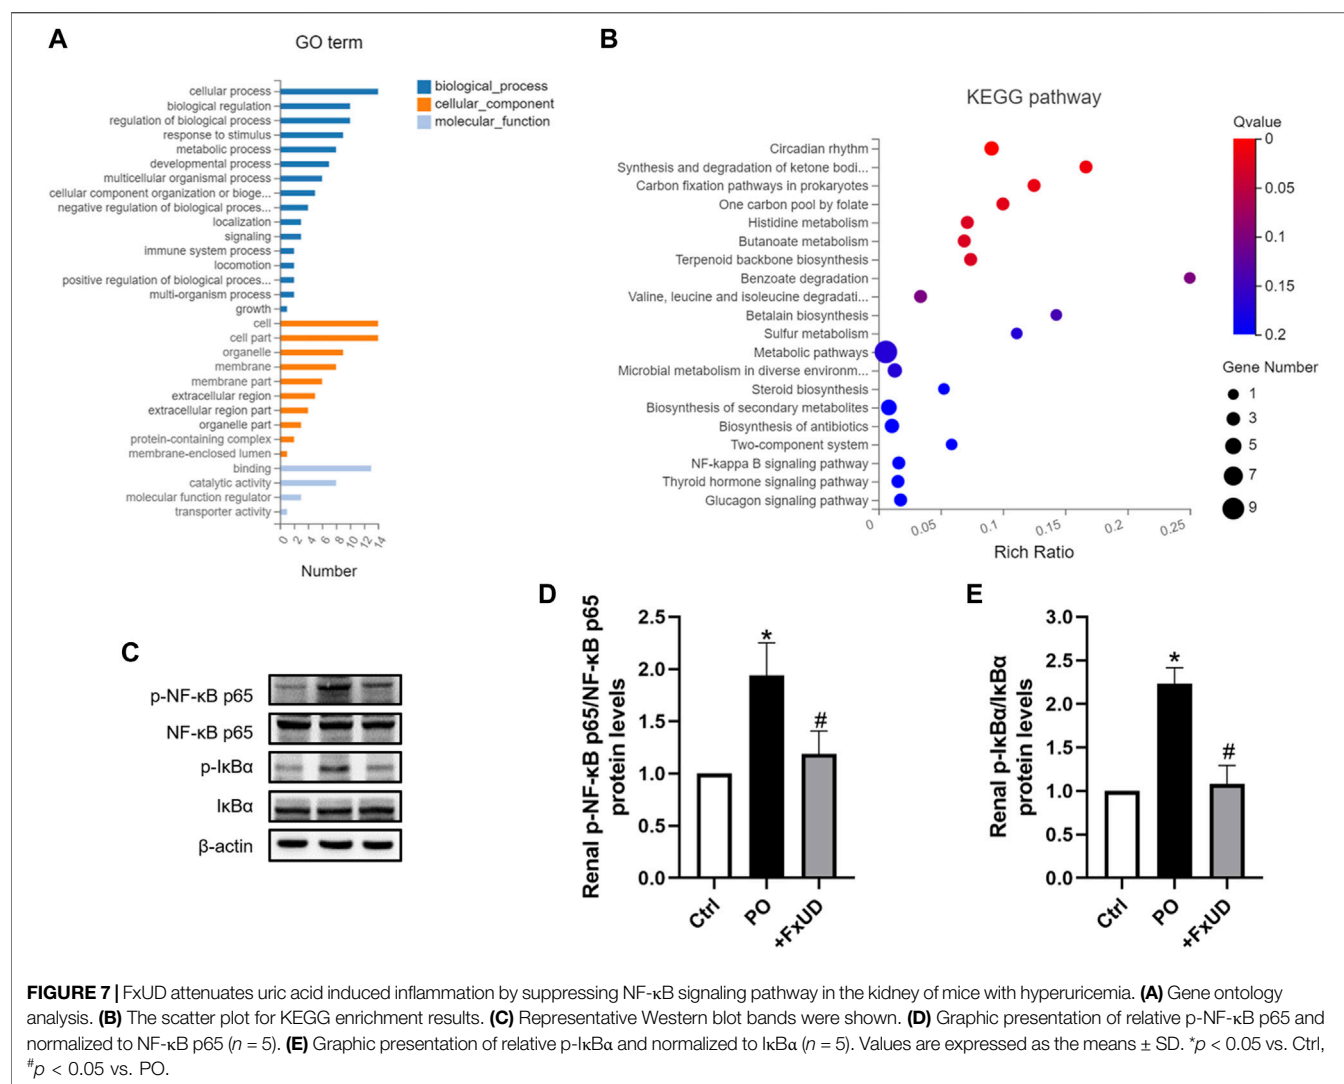 A
GO term
cellular process
biological regulation
regulation of biological process
response to stimulus
metabolic process
developmental process
multicellular organismal process
cellular component organization or bioge...
negative regulation of biological proces...
localization
signaling
immune system process
locomotion
positive regulation of biological proces...
multi-organism process
growth
cell
cell part
organelle
membrane
membrane part
extracellular region
extracellular region part
organelle part
protein-containing complex
membrane-enclosed lumen
binding
catalytic activity
molecular function regulator
transporter activity
0 2 4 6 8 10 12 14
Number
biological_process
cellular_component
molecular_function
B
KEGG pathway
Circadian rhythm
Synthesis and degradation of ketone bodi...
Carbon fixation pathways in prokaryotes
One carbon pool by folate
Histidine metabolism
Butanoate metabolism
Terpenoid backbone biosynthesis
Benzoate degradation
Valine, leucine and isoleucine degradati...
Betalain biosynthesis
Sulfur metabolism
Metabolic pathways
Microbial metabolism in diverse environm...
Steroid biosynthesis
Biosynthesis of secondary metabolites
Biosynthesis of antibiotics
Two-component system
NF-kappa B signaling pathway
Thyroid hormone signaling pathway
Glucagon signaling pathway
0 0.05 0.1 0.15 0.2 0.25
Rich Ratio
Qvalue
0
0.05
0.1
0.15
0.2
Gene Number
1
3
5
7
9
C
p-NF-κB p65
NF-κB p65
p-IκBα
IκBα
β-actin
D
Renal p-NF-κB p65/NF-κB p65
protein levels
2.5
2.0
1.5
1.0
0.5
0.0
*
#
Ctrl
PO
+FxUD
E
Renal p-IκBα/IκBα
protein levels
3.0
2.5
2.0
1.5
1.0
0.5
0.0
*
#
Ctrl
PO
+FxUD
FIGURE 7 | FxUD attenuates uric acid induced inflammation by suppressing NF-κB signaling pathway in the kidney of mice with hyperuricemia. (A) Gene ontology
analysis. (B) The scatter plot for KEGG enrichment results. (C) Representative Western blot bands were shown. (D) Graphic presentation of relative p-NF-κB p65 and
normalized to NF-κB p65 (n = 5). (E) Graphic presentation of relative p-IκBα and normalized to IκBα (n = 5). Values are expressed as the means ± SD. *p < 0.05 vs. Ctrl,
#p < 0.05 vs. PO.